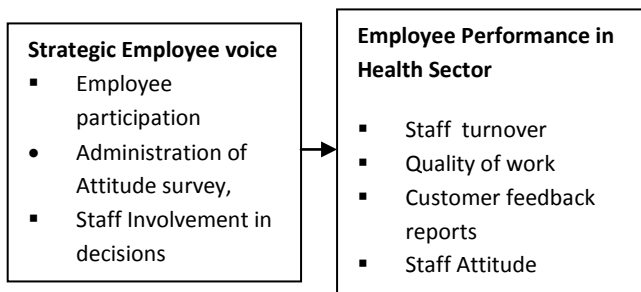 Strategic Employee voice
▪ Employee
participation
• Administration of
Attitude survey,
▪ Staff Involvement in
decisions
Employee Performance in
Health Sector
▪ Staff turnover
▪ Quality of work
▪ Customer feedback
reports
▪ Staff Attitude